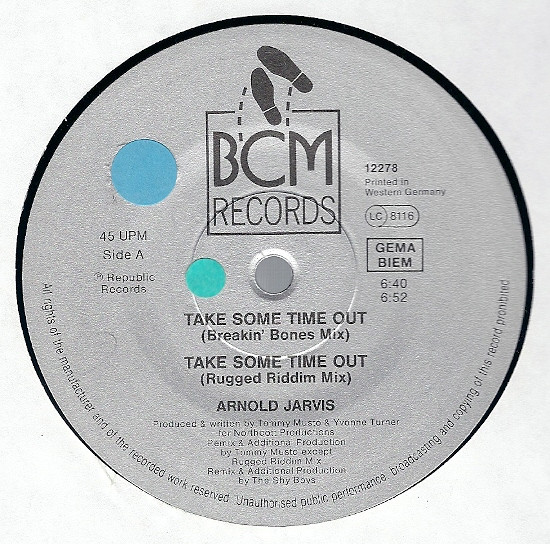 BCM
RECORDS
12278
Printed in
Western Germany
LC 8116
GEMA
BIEM
6:40
6:52
45 UPM
Side A
℗ Republic
Records
TAKE SOME TIME OUT
(Breakin' Bones Mix)
TAKE SOME TIME OUT
(Rugged Riddim Mix)
ARNOLD JARVIS
Produced & written by Tommy Musto & Yvonne Turner
for Northcott Productions
Remix & Additional Production
by Tommy Musto except
Rugged Riddim Mix
Remix & Additional Production
by The Shy Boys
All rights of the manufacturer and of the recorded work reserved. Unauthorised public performance, broadcasting and copying of this record prohibited